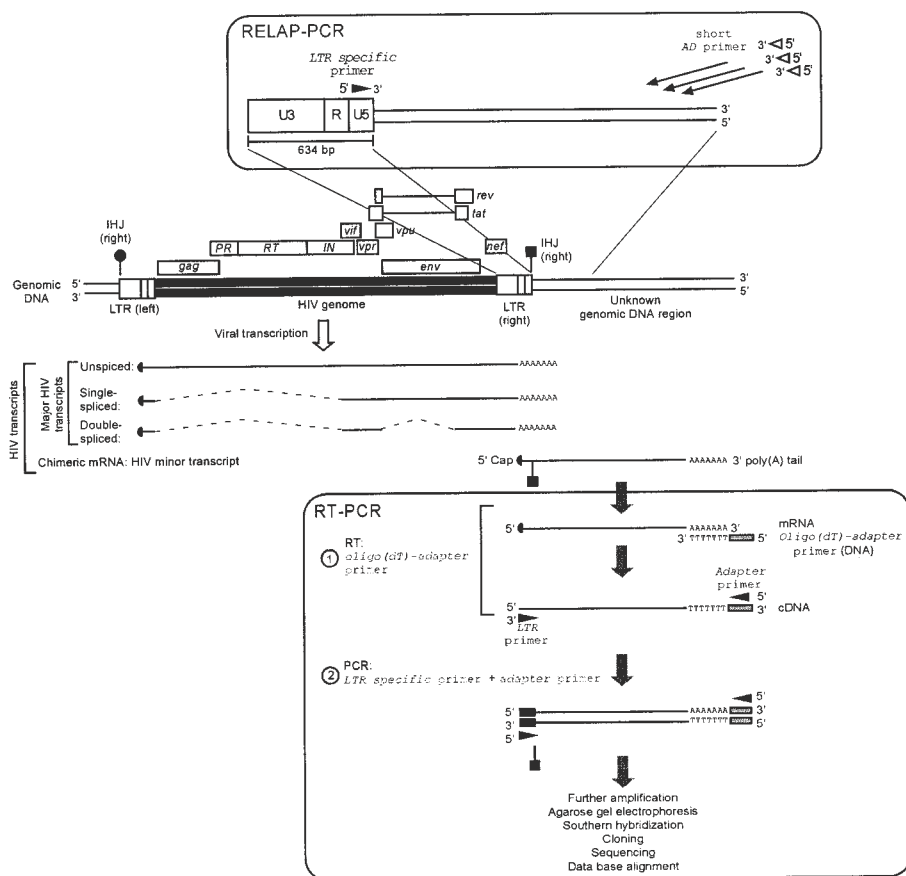 RELAP-PCR
LTR specific
primer
5' 3'
short
AD primer
3' 5'
3' 5'
3' 5'
U3 R U5
3'
5'
634 bp
rev
tat
vif vpu
IHJ
(right)
PR RT IN vpr
nef
IHJ
(right)
gag
env
Genomic
DNA
5'
3'
3'
5'
LTR (left)
HIV genome
LTR
(right)
Unknown
genomic DNA region
Viral transcription
HIV transcripts
Major HIV
transcripts
Unspiced: AAAAAAA
Single-
spliced: AAAAAAA
Double-
spliced: AAAAAAA
Chimeric mRNA: HIV minor transcript
5' Cap AAAAAAA 3' poly(A) tail
RT-PCR
1 RT:
oligo(dT)-adapter
primer
5' AAAAAAA 3'
3' TTTTTTT 5'
mRNA
Oligo(dT)-adapter
primer (DNA)
Adapter
primer
5'
5' TTTTTTT 3' cDNA
3' LTR
primer
2 PCR:
LTR specific primer + adapter primer
5'
5' AAAAAAA 3'
3' TTTTTTT 5'
5'
Further amplification
Agarose gel electrophoresis
Southern hybridization
Cloning
Sequencing
Data base alignment